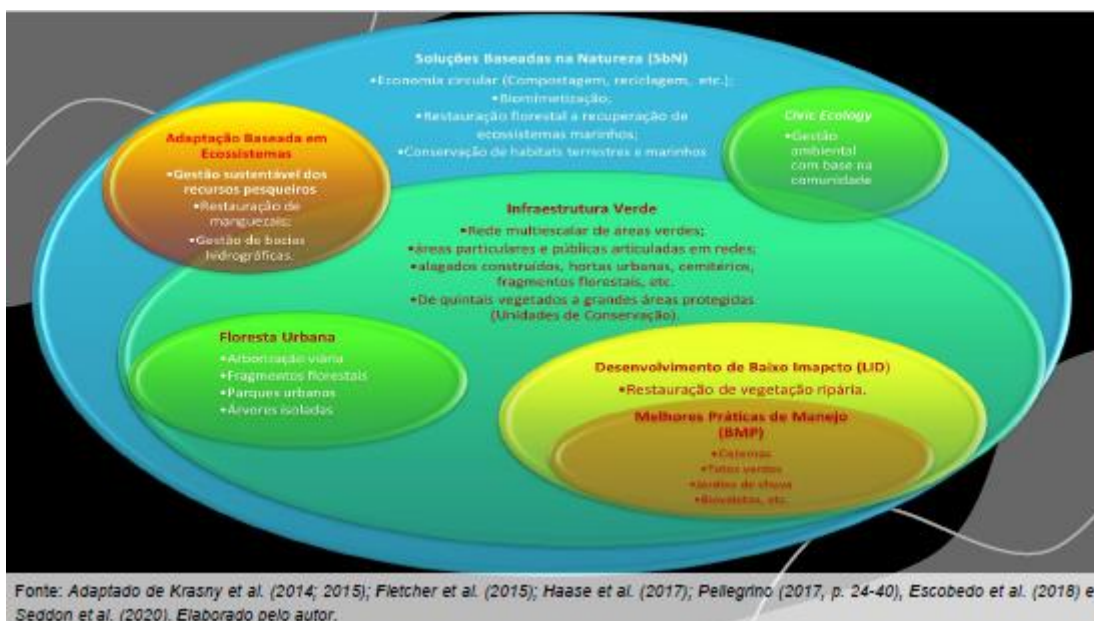 Soluções Baseadas na Natureza (SbN)
•Economia circular (Compostagem, reciclagem, etc.);
•Biomimetização;
•Restauração florestal a recuperação de
ecossistemas marinhos;
•Conservação de habitats terrestres e marinhos
Adaptação Baseada em
Ecossistemas
•Gestão sustentável dos
recursos pesqueiros
•Restauração de
manguezais;
•Gestão de bacias
hidrográficas.
Civic Ecology
•Gestão
ambiental
com base na
comunidade
Infraestrutura Verde
•Rede multiescalar de areas verdes;
•áreas particulares e públicas articuladas em redes;
•alagados construídos, hortas urbanas, cemitérios,
fragmentos florestais, etc.
•De quintais vegetados a grandes áreas protegidas
(Unidades de Conservação).
Floresta Urbana
•Arborização viária
•Fragmentos florestais
•Parques urbanos
•Árvores isoladas
Desenvolvimento de Baixo Imapcto (LID)
•Restauração de vegetação ripária.
Melhores Práticas de Manejo
(BMP)
•Cisternas
•Tetos verdes
•Jardins de chuva
•Biovaletas, etc.
Fonte: Adaptado de Krasny et al. (2014; 2015); Fletcher et al. (2015); Haase et al. (2017); Pellegrino (2017, p. 24-40), Escobedo et al. (2018) e
Seddon et al. (2020). Elaborado pelo autor.